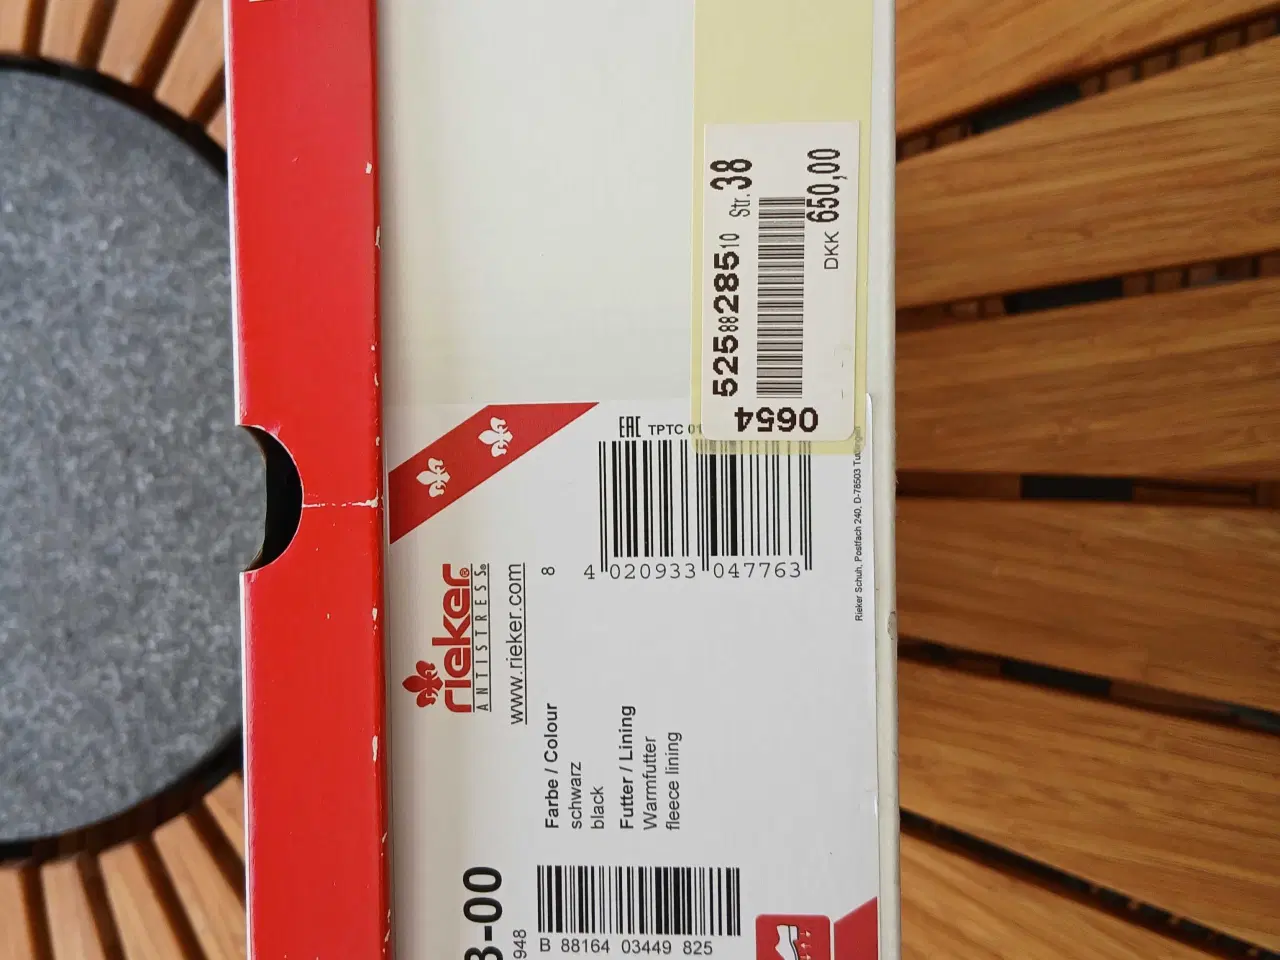 525 88 285 10 Str. 38
DKK 650,00
0654
EAC TPTC 01
4 020933 047763
8
rieker®
ANTISTRESS®
www.rieker.com
Farbe / Colour
schwarz
black
Futter / Lining
Warmfutter
fleece lining
-00
948
B 88164 03449 825
Rieker Schuh, Postfach 240, D-78503 Tuttlingen